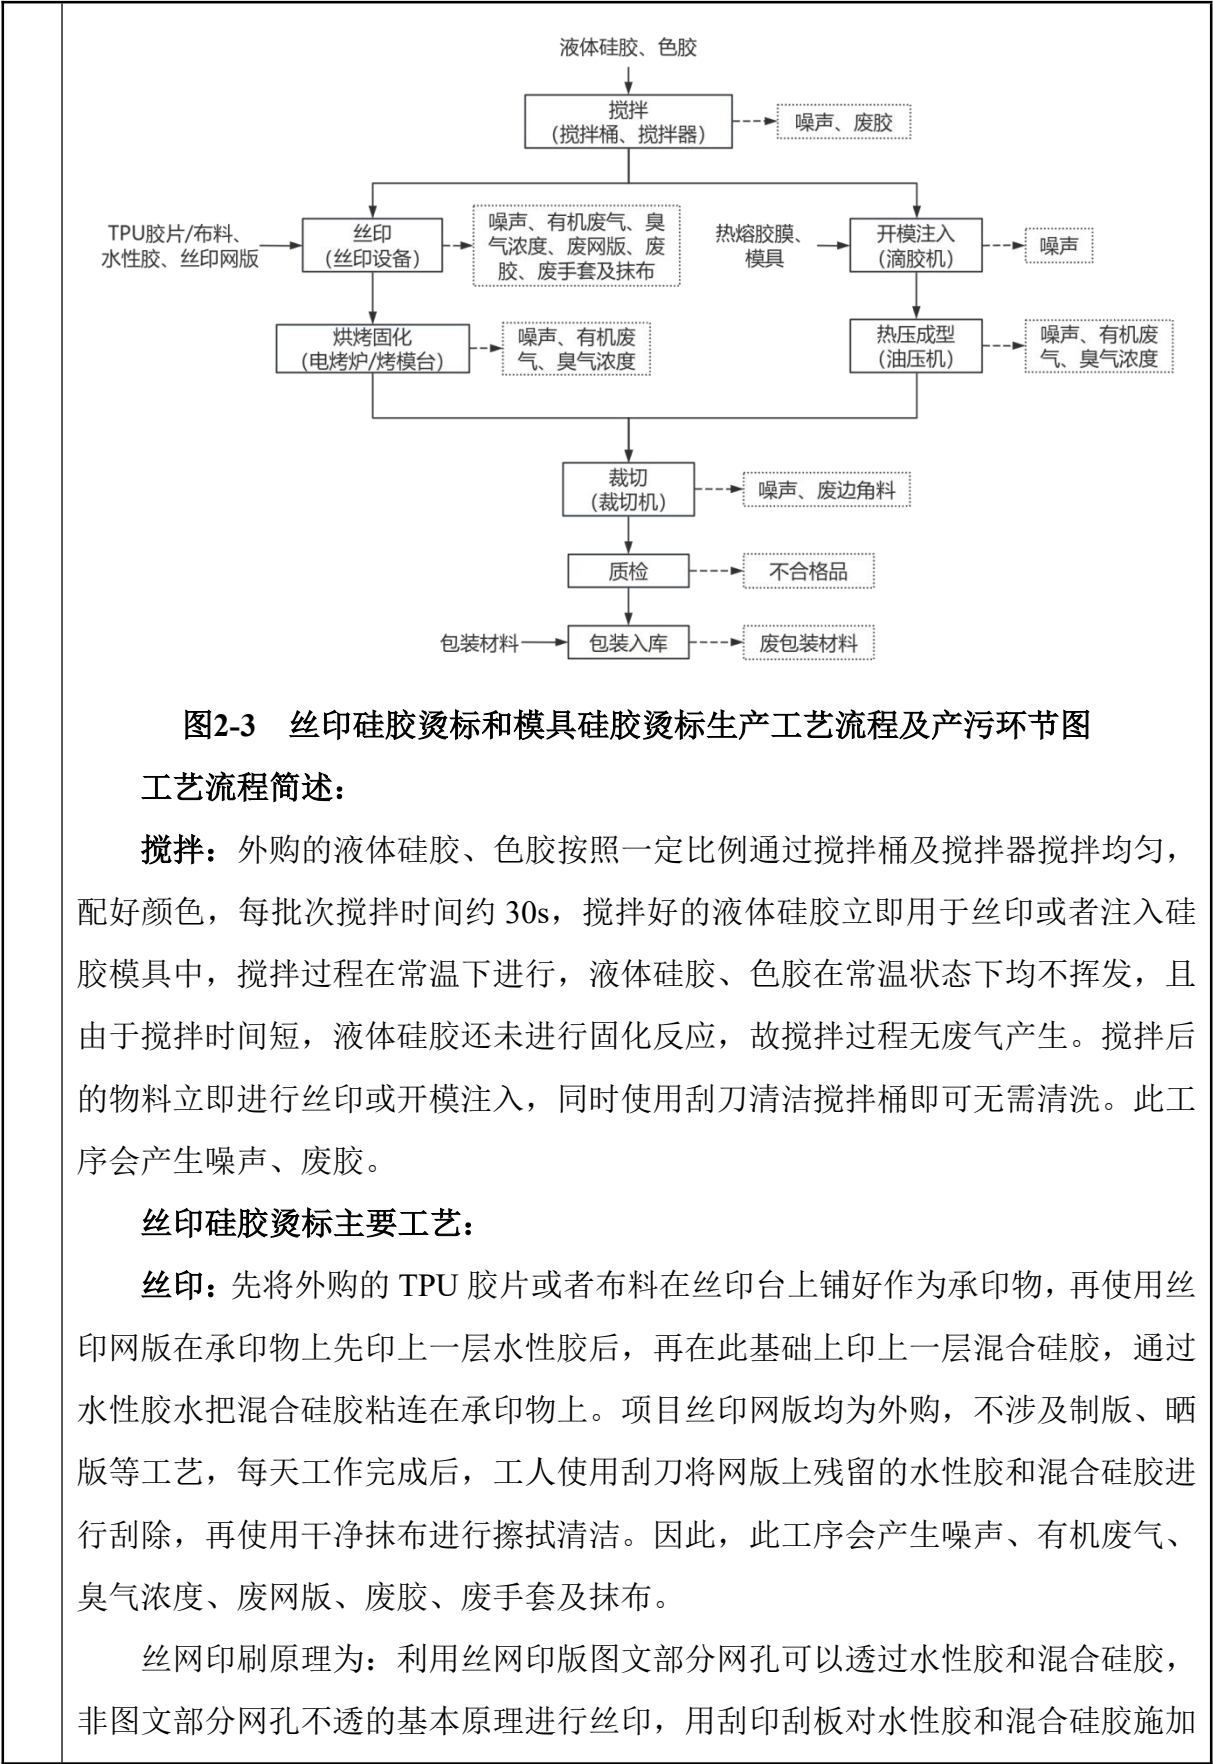 液体硅胶、色胶
搅拌
（搅拌桶、搅拌器）
噪声、废胶
TPU胶片/布料、
水性胶、丝印网版
丝印
（丝印设备）
噪声、有机废气、臭
气浓度、废网版、废
胶、废手套及抹布
热熔胶膜、
模具
开模注入
（滴胶机）
噪声
烘烤固化
（电烤炉/烤模台）
噪声、有机废
气、臭气浓度
热压成型
（油压机）
噪声、有机废
气、臭气浓度
裁切
（裁切机）
噪声、废边角料
质检
不合格品
包装材料
包装入库
废包装材料
图2-3 丝印硅胶烫标和模具硅胶烫标生产工艺流程及产污环节图
工艺流程简述：
搅拌：外购的液体硅胶、色胶按照一定比例通过搅拌桶及搅拌器搅拌均匀，
配好颜色，每批次搅拌时间约 30s，搅拌好的液体硅胶立即用于丝印或者注入硅
胶模具中，搅拌过程在常温下进行，液体硅胶、色胶在常温状态下均不挥发，且
由于搅拌时间短，液体硅胶还未进行固化反应，故搅拌过程无废气产生。搅拌后
的物料立即进行丝印或开模注入，同时使用刮刀清洁搅拌桶即可无需清洗。此工
序会产生噪声、废胶。
丝印硅胶烫标主要工艺：
丝印：先将外购的 TPU 胶片或者布料在丝印台上铺好作为承印物，再使用丝
印网版在承印物上先印上一层水性胶后，再在此基础上印上一层混合硅胶，通过
水性胶水把混合硅胶粘连在承印物上。项目丝印网版均为外购，不涉及制版、晒
版等工艺，每天工作完成后，工人使用刮刀将网版上残留的水性胶和混合硅胶进
行刮除，再使用干净抹布进行擦拭清洁。因此，此工序会产生噪声、有机废气、
臭气浓度、废网版、废胶、废手套及抹布。
丝网印刷原理为：利用丝网印版图文部分网孔可以透过水性胶和混合硅胶，
非图文部分网孔不透的基本原理进行丝印，用刮印刮板对水性胶和混合硅胶施加